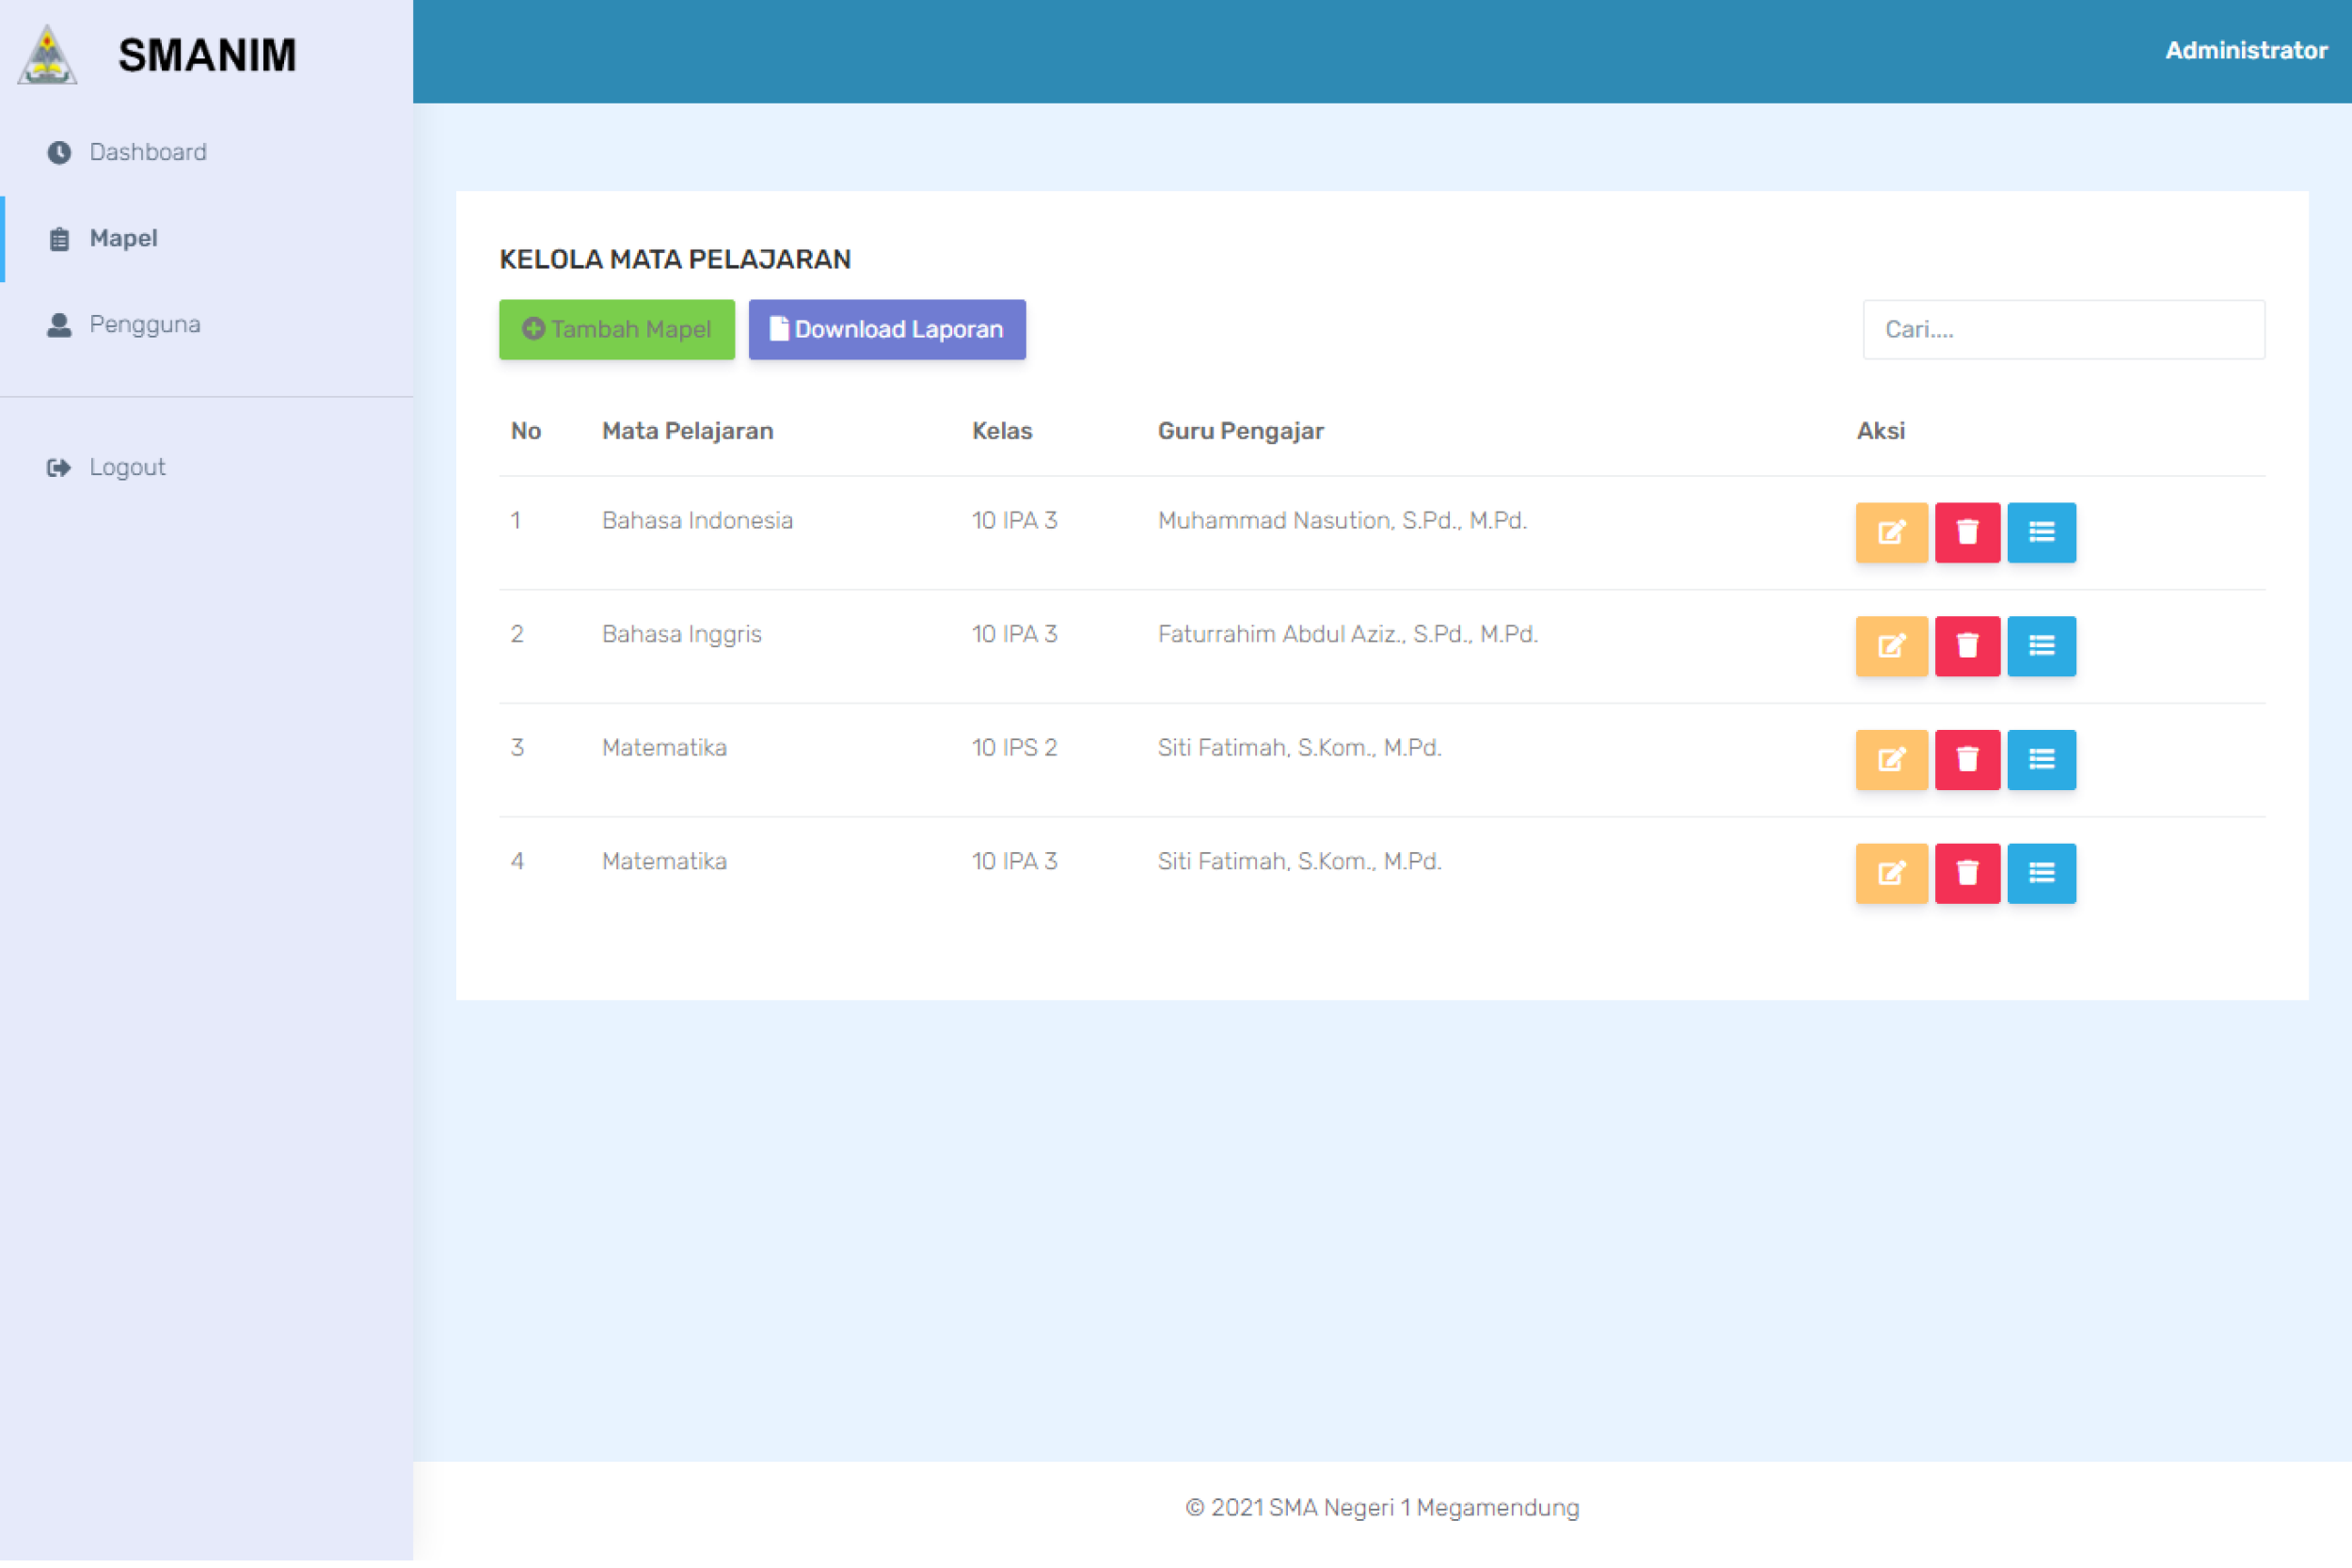 SMANIM
Administrator
Dashboard
Mapel
Pengguna
Logout
KELOLA MATA PELAJARAN
Tambah Mapel Download Laporan Cari....
No Mata Pelajaran Kelas Guru Pengajar Aksi
1 Bahasa Indonesia 10 IPA 3 Muhammad Nasution, S.Pd., M.Pd.
2 Bahasa Inggris 10 IPA 3 Faturrahim Abdul Aziz., S.Pd., M.Pd.
3 Matematika 10 IPS 2 Siti Fatimah, S.Kom., M.Pd.
4 Matematika 10 IPA 3 Siti Fatimah, S.Kom., M.Pd.
© 2021 SMA Negeri 1 Megamendung